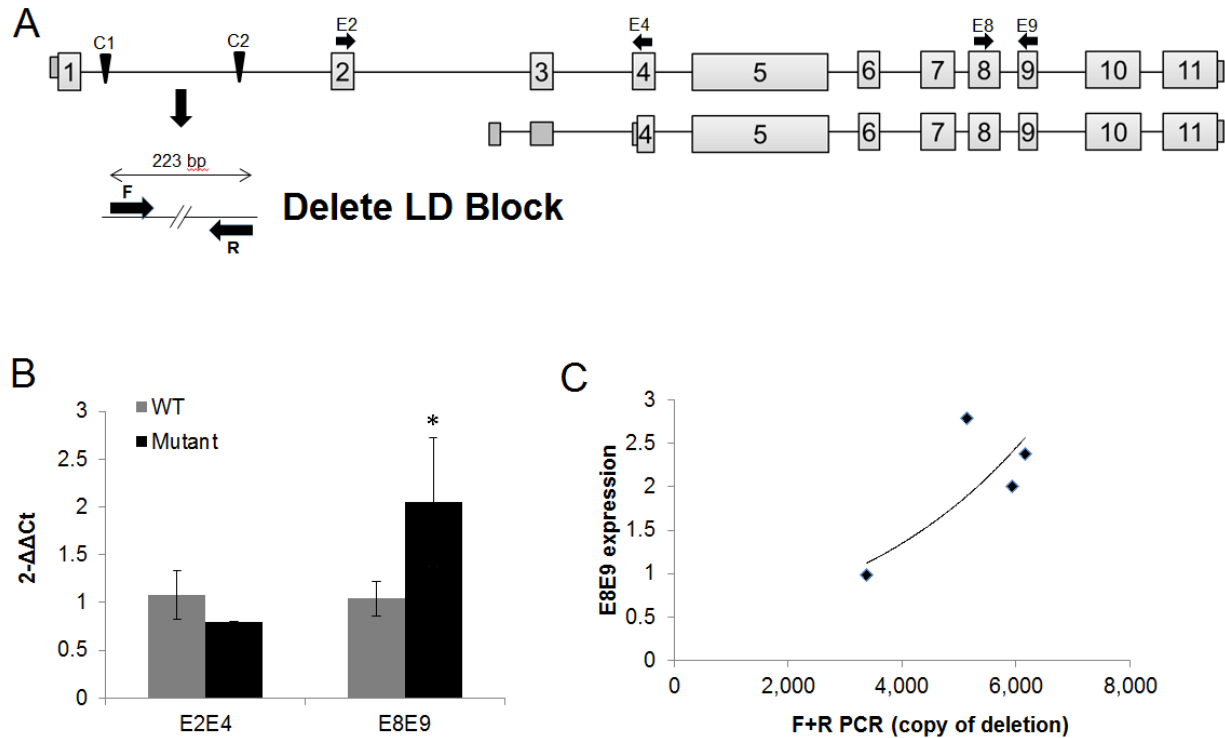 A
C1 C2 E2 E4 E8 E9
1 2 3 4 5 6 7 8 9 10 11
4 5 6 7 8 9 10 11
223 bp
F
R
Delete LD Block
B
WT
Mutant
2-ΔΔCt
3
2.5
2
1.5
1
0.5
0
*
E2E4 E8E9
C
E8E9 expression
3
2.5
2
1.5
1
0.5
0
0 2,000 4,000 6,000 8,000
F+R PCR (copy of deletion)